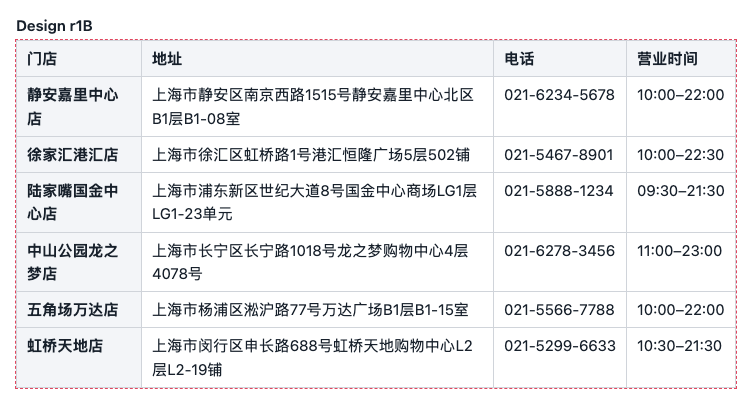 Design r1B
门店 地址 电话 营业时间
静安嘉里中心店 上海市静安区南京西路1515号静安嘉里中心北区B1层B1-08室 021-6234-5678 10:00–22:00
徐家汇港汇店 上海市徐汇区虹桥路1号港汇恒隆广场5层502铺 021-5467-8901 10:00–22:30
陆家嘴国金中心店 上海市浦东新区世纪大道8号国金中心商场LG1层LG1-23单元 021-5888-1234 09:30–21:30
中山公园龙之梦店 上海市长宁区长宁路1018号龙之梦购物中心4层4078号 021-6278-3456 11:00–23:00
五角场万达店 上海市杨浦区淞沪路77号万达广场B1层B1-15室 021-5566-7788 10:00–22:00
虹桥天地店 上海市闵行区申长路688号虹桥天地购物中心L2层L2-19铺 021-5299-6633 10:30–21:30